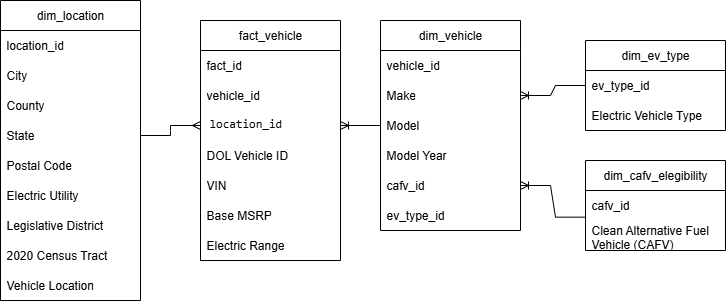 dim_location
location_id
City
County
State
Postal Code
Electric Utility
Legislative District
2020 Census Tract
Vehicle Location
fact_vehicle
fact_id
vehicle_id
location_id
DOL Vehicle ID
VIN
Base MSRP
Electric Range
dim_vehicle
vehicle_id
Make
Model
Model Year
cafv_id
ev_type_id
dim_ev_type
ev_type_id
Electric Vehicle Type
dim_cafv_elegibility
cafv_id
Clean Alternative Fuel
Vehicle (CAFV)